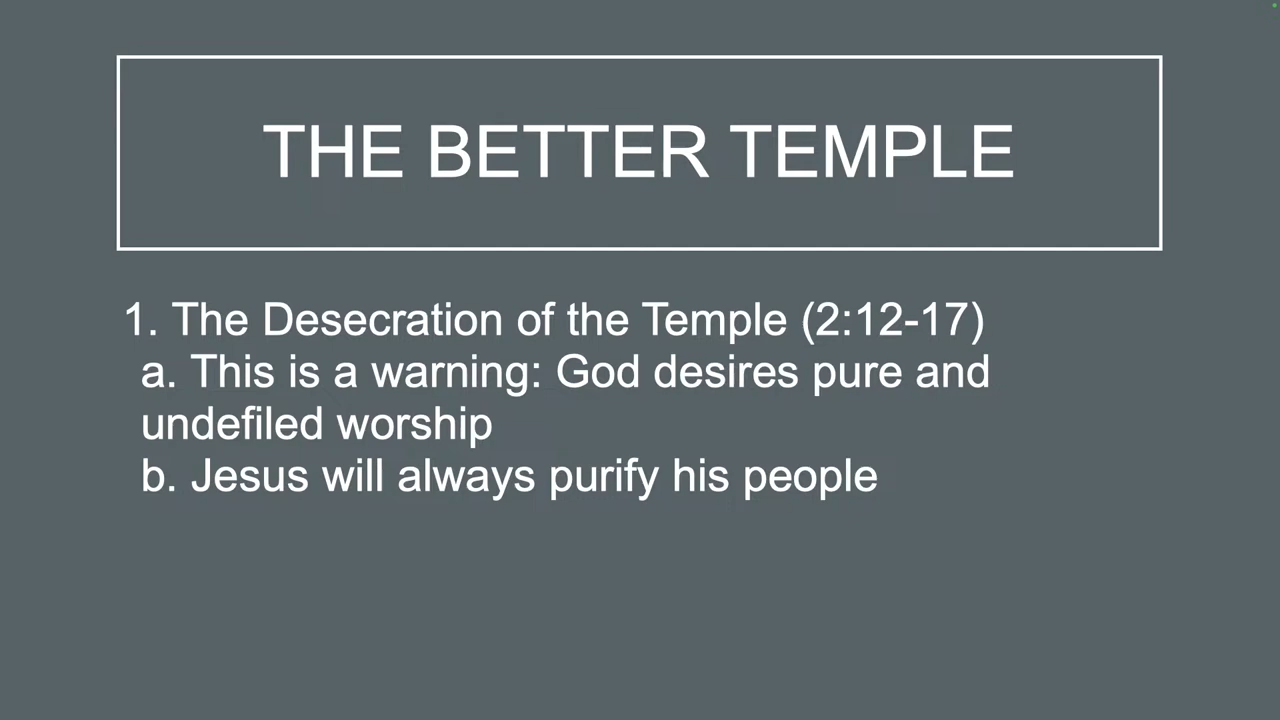 THE BETTER TEMPLE
1. The Desecration of the Temple (2:12-17)
a. This is a warning: God desires pure and
undefiled worship
b. Jesus will always purify his people